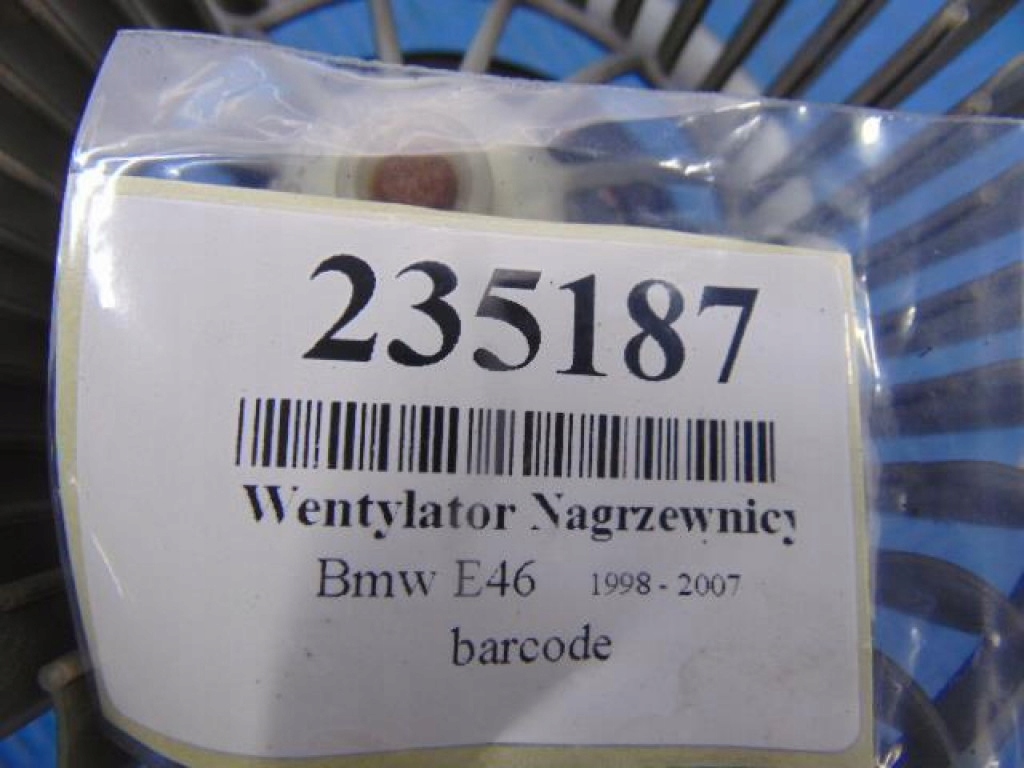 235187
Wentylator Nagrzewnicy
Bmw E46 1998 - 2007
barcode